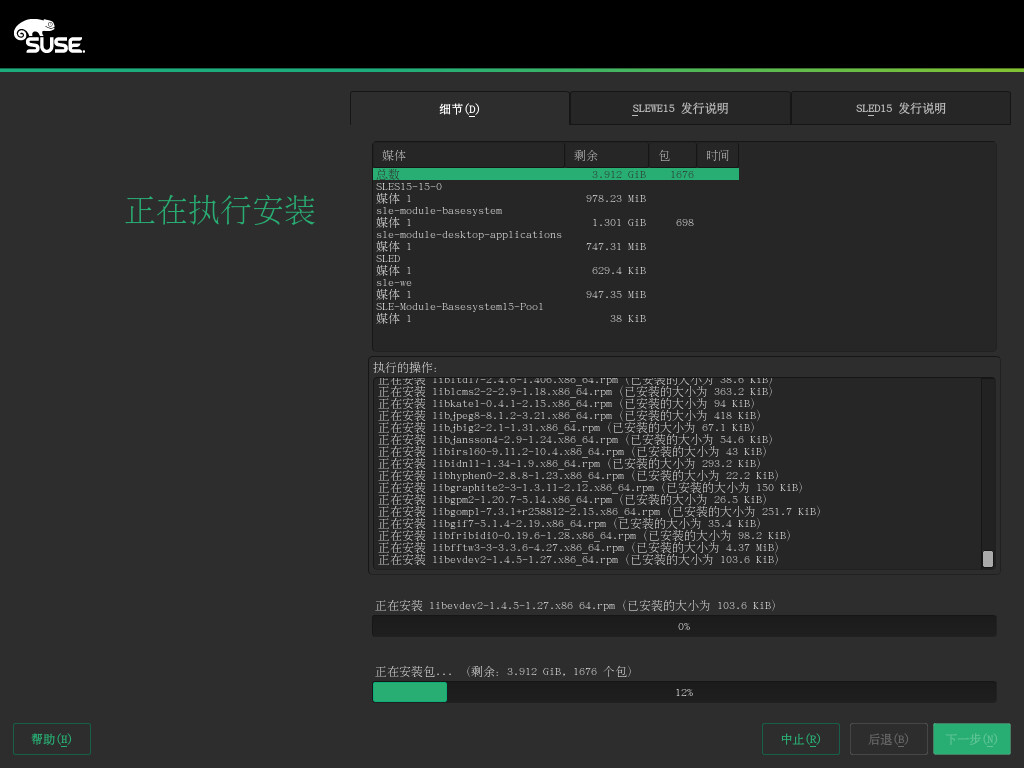 SUSE.
细节(D)
SLEWE15 发行说明
SLED15 发行说明
媒体 剩余 包 时间
总数 3.912 GiB 1676
SLES15-15-0
媒体 1 978.23 MiB
sle-module-basesystem
媒体 1 1.301 GiB 698
sle-module-desktop-applications
媒体 1 747.31 MiB
SLED
媒体 1 629.4 KiB
sle-we
媒体 1 947.35 MiB
SLE-Module-Basesystem15-Pool
媒体 1 38 KiB
正在执行安装
执行的操作:
正在安装 libltdl7-2.4.6-1.406.x86_64.rpm (已安装的大小为 38.6 KiB)
正在安装 liblcms2-2-2.9-1.18.x86_64.rpm (已安装的大小为 363.2 KiB)
正在安装 libkate1-0.4.1-2.15.x86_64.rpm (已安装的大小为 94 KiB)
正在安装 libjpeg8-8.1.2-3.21.x86_64.rpm (已安装的大小为 418 KiB)
正在安装 libjbig2-2.1-1.31.x86_64.rpm (已安装的大小为 67.1 KiB)
正在安装 libjansson4-2.9-1.24.x86_64.rpm (已安装的大小为 54.6 KiB)
正在安装 libirs160-9.11.2-10.4.x86_64.rpm (已安装的大小为 43 KiB)
正在安装 libidn11-1.34-1.9.x86_64.rpm (已安装的大小为 293.2 KiB)
正在安装 libhyphen0-2.8.8-1.23.x86_64.rpm (已安装的大小为 22.2 KiB)
正在安装 libgraphite2-3-1.3.11-2.12.x86_64.rpm (已安装的大小为 150 KiB)
正在安装 libgpm2-1.20.7-5.14.x86_64.rpm (已安装的大小为 26.5 KiB)
正在安装 libgomp1-7.3.1+r258812-2.15.x86_64.rpm (已安装的大小为 251.7 KiB)
正在安装 libgif7-5.1.4-2.19.x86_64.rpm (已安装的大小为 35.4 KiB)
正在安装 libfribidi0-0.19.6-1.28.x86_64.rpm (已安装的大小为 98.2 KiB)
正在安装 libfftw3-3-3.3.6-4.27.x86_64.rpm (已安装的大小为 4.37 MiB)
正在安装 libevdev2-1.4.5-1.27.x86_64.rpm (已安装的大小为 103.6 KiB)
正在安装 libevdev2-1.4.5-1.27.x86_64.rpm (已安装的大小为 103.6 KiB)
0%
正在安装包... (剩余: 3.912 GiB, 1676 个包)
12%
帮助(H)
中止(R)
后退(B)
下一步(N)